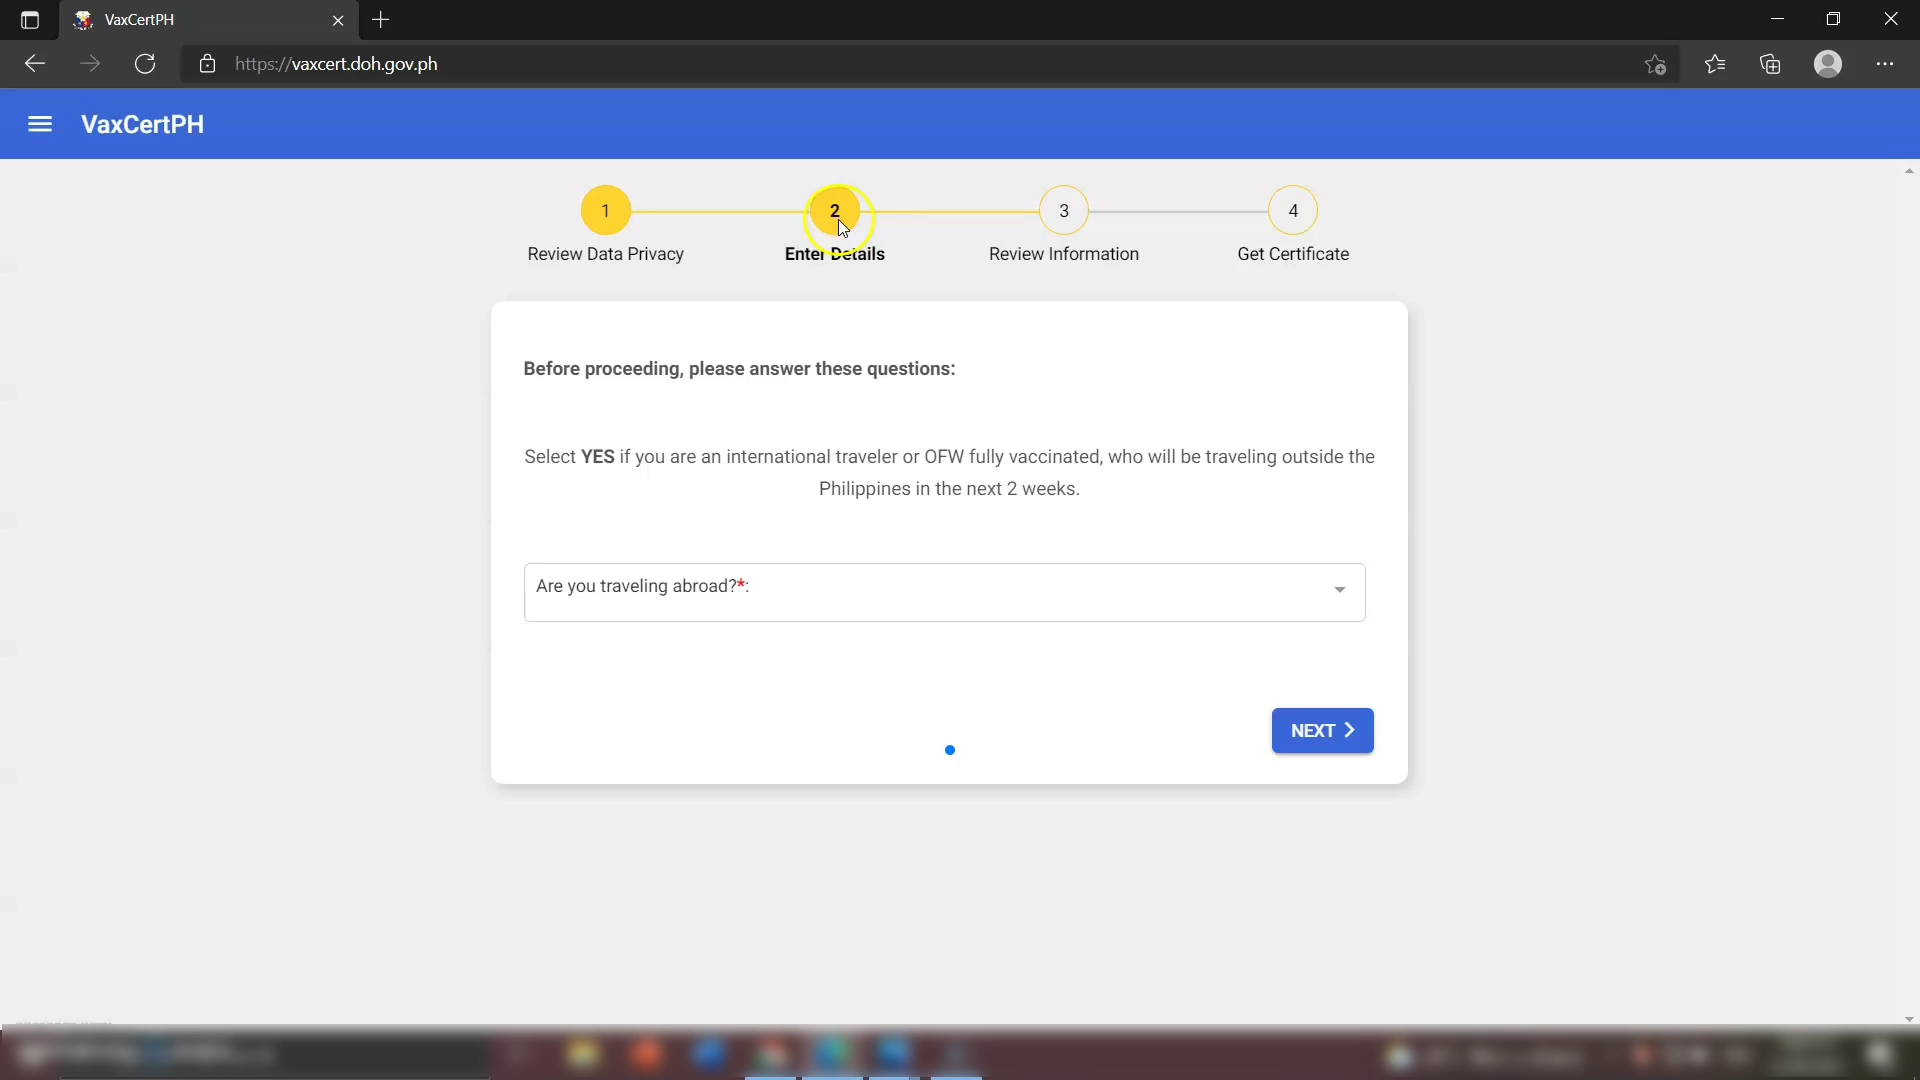 VaxCertPH
https://vaxcert.doh.gov.ph
VaxCertPH
1
2
3
4
Review Data Privacy
Enter Details
Review Information
Get Certificate
Before proceeding, please answer these questions:
Select YES if you are an international traveler or OFW fully vaccinated, who will be traveling outside the
Philippines in the next 2 weeks.
Are you traveling abroad?*:
NEXT